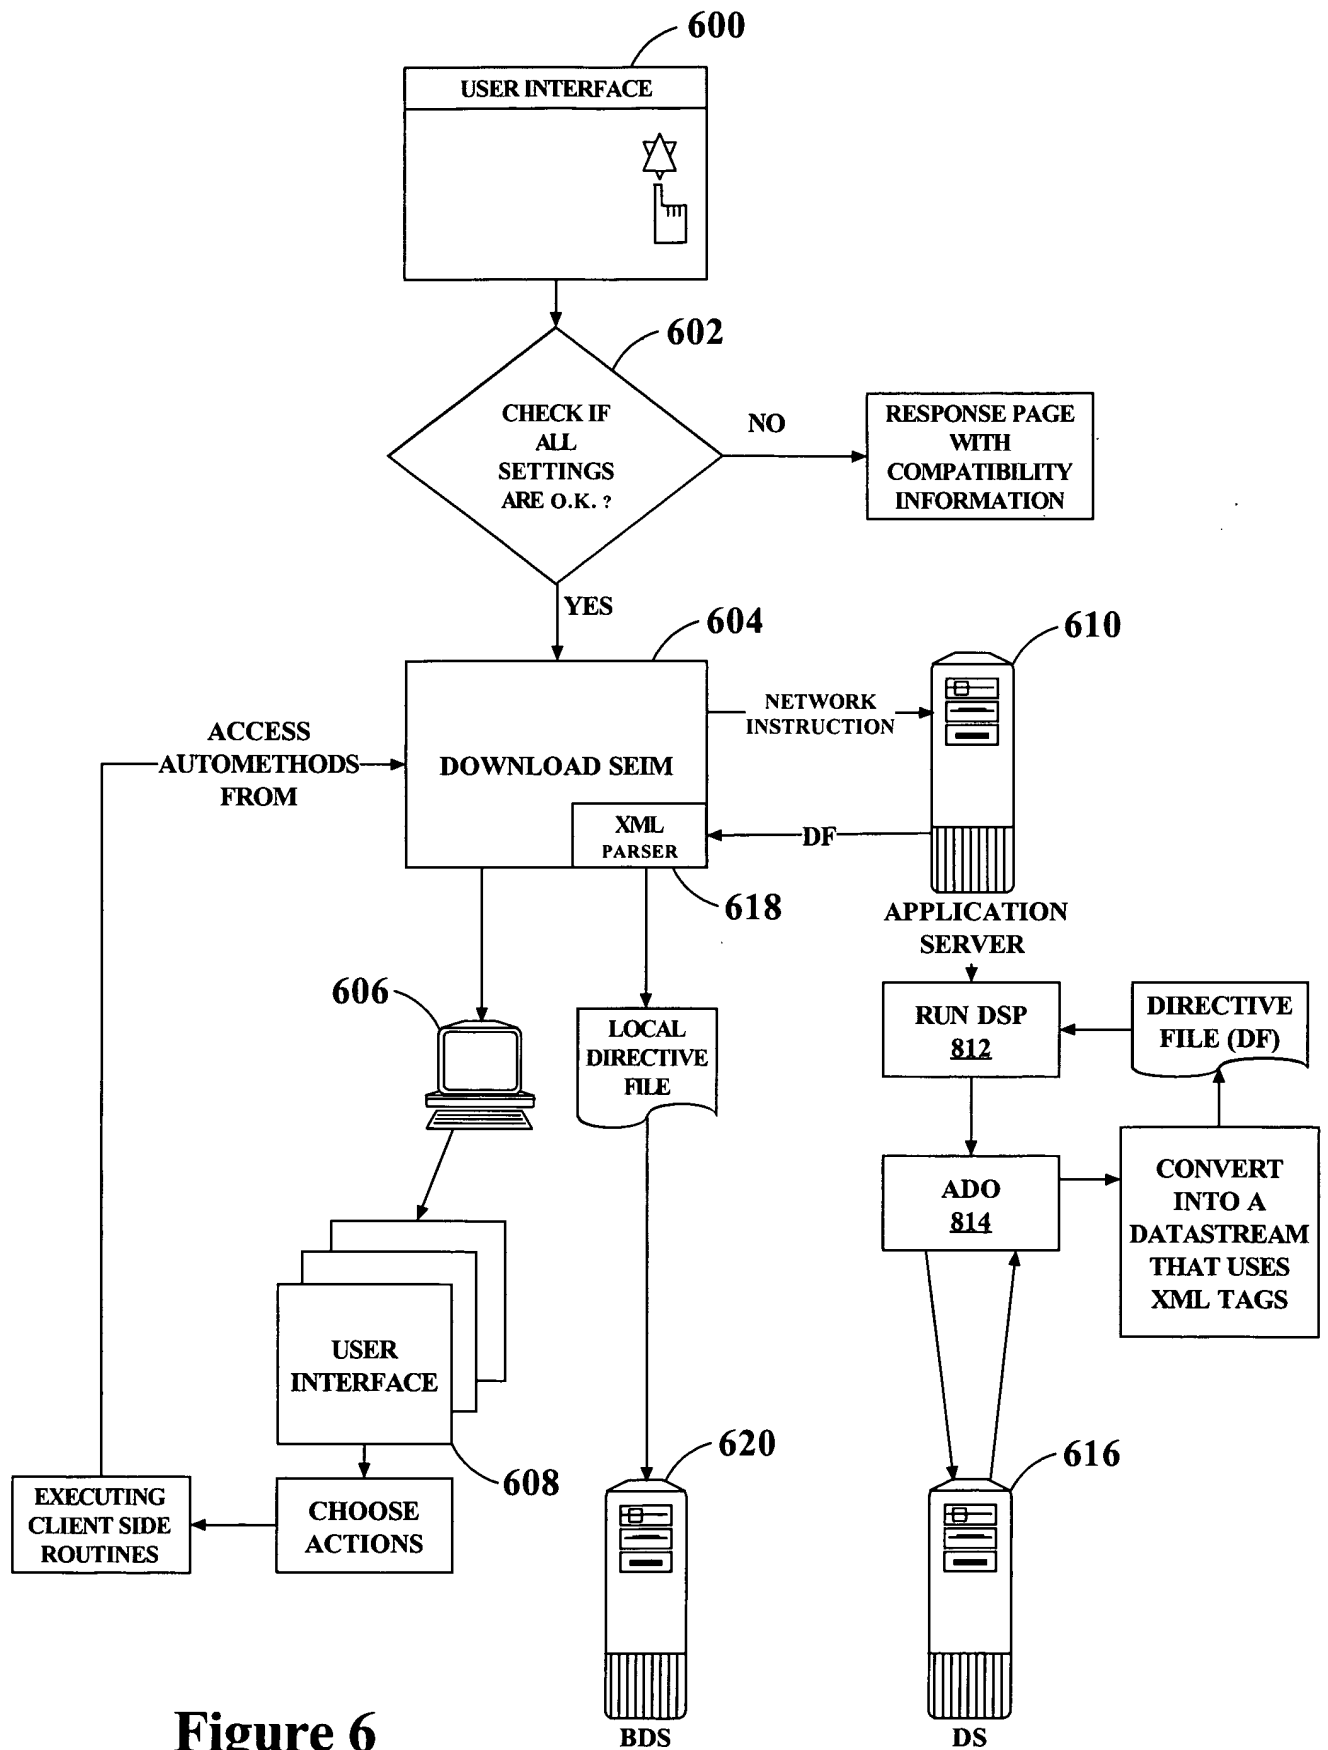 600
USER INTERFACE
602
CHECK IF
ALL
SETTINGS
ARE O.K. ?
NO
RESPONSE PAGE
WITH
COMPATIBILITY
INFORMATION
YES
604
610
ACCESS
AUTOMETHODS
FROM
DOWNLOAD SEIM
NETWORK
INSTRUCTION
XML
PARSER
DF
618
APPLICATION
SERVER
606
LOCAL
DIRECTIVE
FILE
RUN DSP
812
DIRECTIVE
FILE (DF)
ADO
814
CONVERT
INTO A
DATASTREAM
THAT USES
XML TAGS
USER
INTERFACE
608
620
616
EXECUTING
CLIENT SIDE
ROUTINES
CHOOSE
ACTIONS
BDS
DS
Figure 6